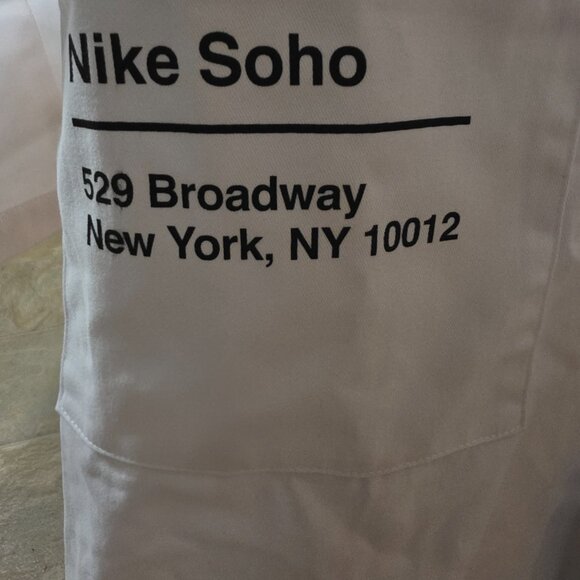 Nike Soho
529 Broadway
New York, NY 10012